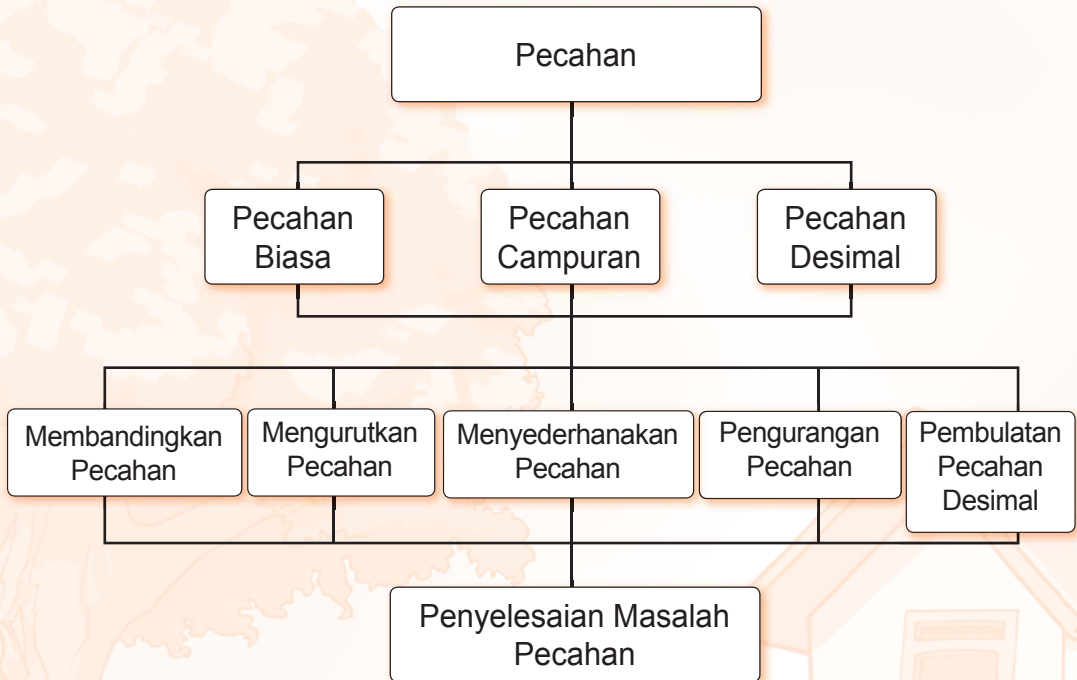 Pecahan
Pecahan
Biasa
Pecahan
Campuran
Pecahan
Desimal
Membandingkan
Pecahan
Mengurutkan
Pecahan
Menyederhanakan
Pecahan
Pengurangan
Pecahan
Pembulatan
Pecahan
Desimal
Penyelesaian Masalah
Pecahan